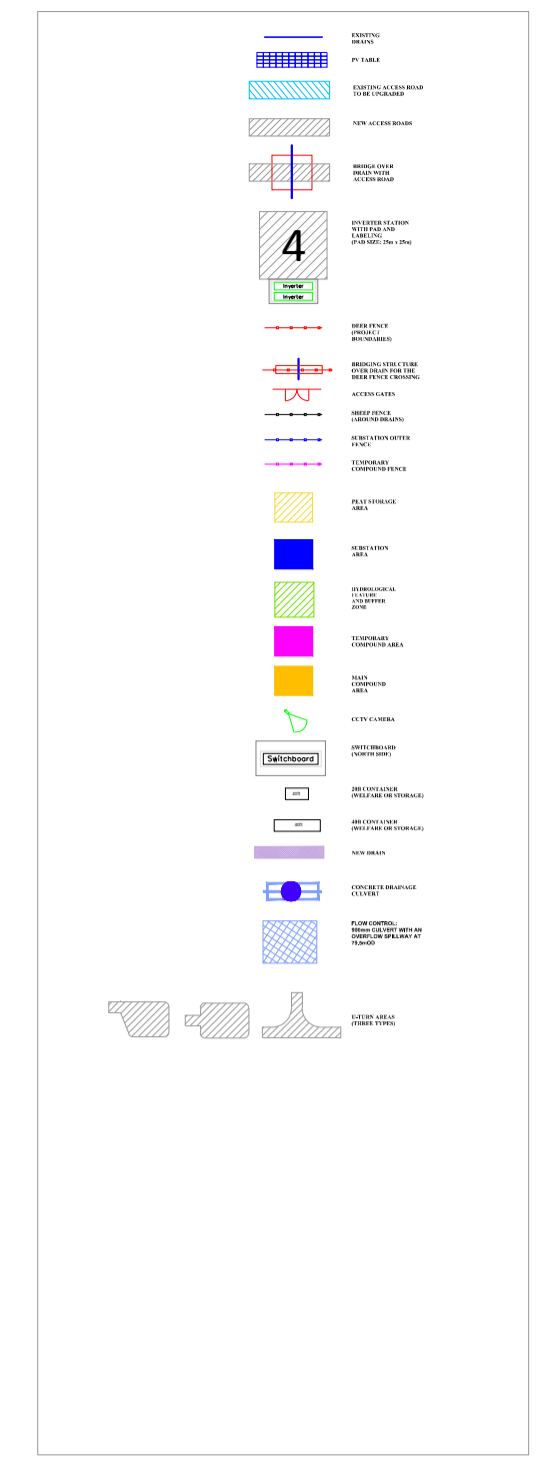 EXISTING
DRAINS
PV TABLE
EXISTING ACCESS ROAD
TO BE UPGRADED
NEW ACCESS ROADS
BRIDGE OVER
DRAIN WITH
ACCESS ROAD
4
INVERTER STATION
WITH PAD AND
LABELING
(PAD SIZE: 25m x 25m)
Inverter
Inverter
DEER FENCE
(PROJECT
BOUNDARIES)
BRIDGING STRUCTURE
OVER DRAIN FOR THE
DEER FENCE CROSSING
ACCESS GATES
SHEEP FENCE
(AROUND DRAINS)
SUBSTATION OUTER
FENCE
TEMPORARY
COMPOUND FENCE
PEAT STORAGE
AREA
SUBSTATION
AREA
HYDROLOGICAL
FEATURE
AND BUFFER
ZONE
TEMPORARY
COMPOUND AREA
MAIN
COMPOUND
AREA
CCTV CAMERA
Switchboard
SWITCHBOARD
(NORTH SIDE)
CONTAINER
(WELFARE OR STORAGE)
CONTAINER
(WELFARE OR STORAGE)
NEW DRAIN
CONCRETE DRAINAGE
CULVERT
FLOW CONTROL:
900mm CULVERT WITH AN
OVERFLOW SPILLWAY AT
75,5mOD
U-TURN AREAS
(THREE TYPES)